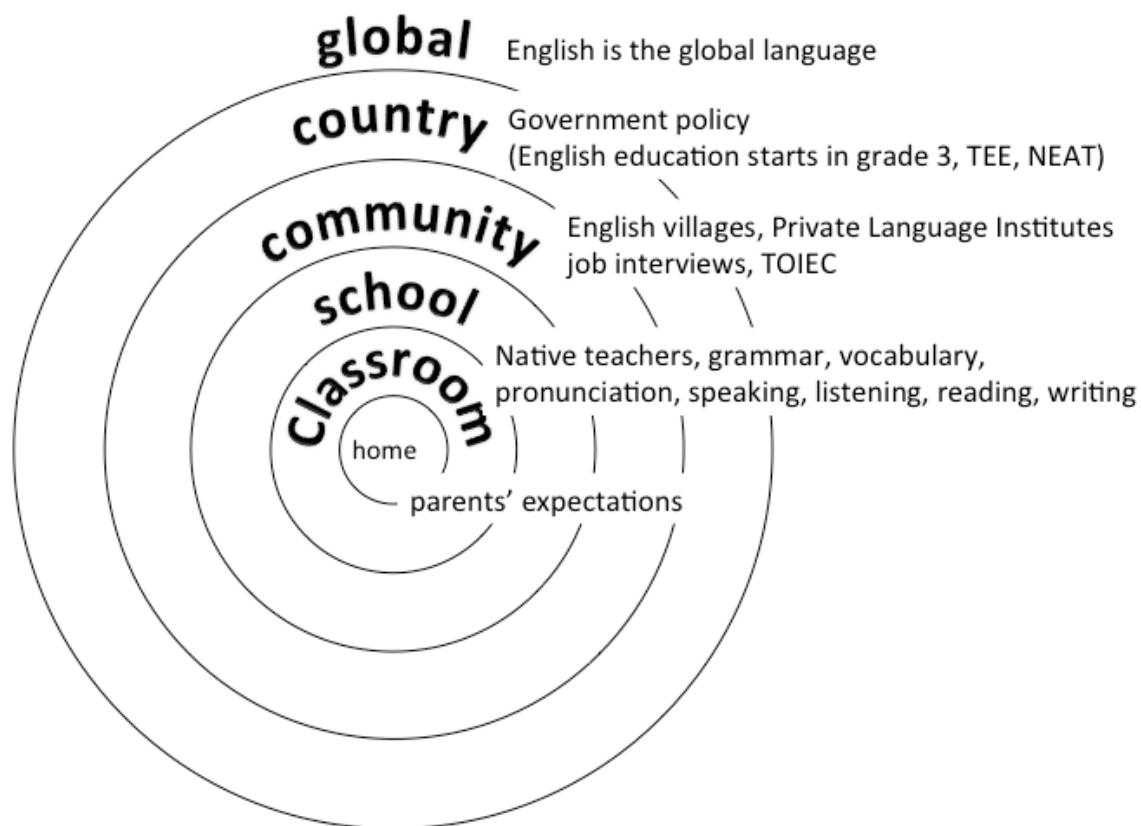 global
English is the global language
country
Government policy
(English education starts in grade 3, TEE, NEAT)
community
English villages, Private Language Institutes
job interviews, TOIEC
school
Classroom
Native teachers, grammar, vocabulary,
pronunciation, speaking, listening, reading, writing
home
parents’ expectations